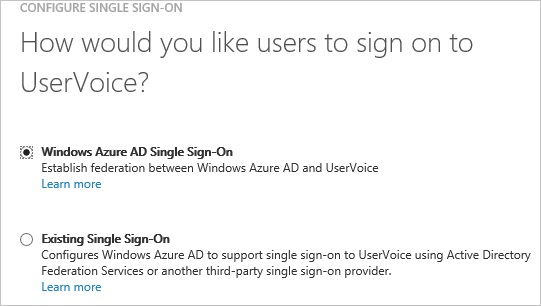 CONFIGURE SINGLE SIGN-ON
How would you like users to sign on to
UserVoice?
Windows Azure AD Single Sign-On
Establish federation between Windows Azure AD and UserVoice
Learn more
Existing Single Sign-On
Configures Windows Azure AD to support single sign-on to UserVoice using Active Directory
Federation Services or another third-party single sign-on provider.
Learn more